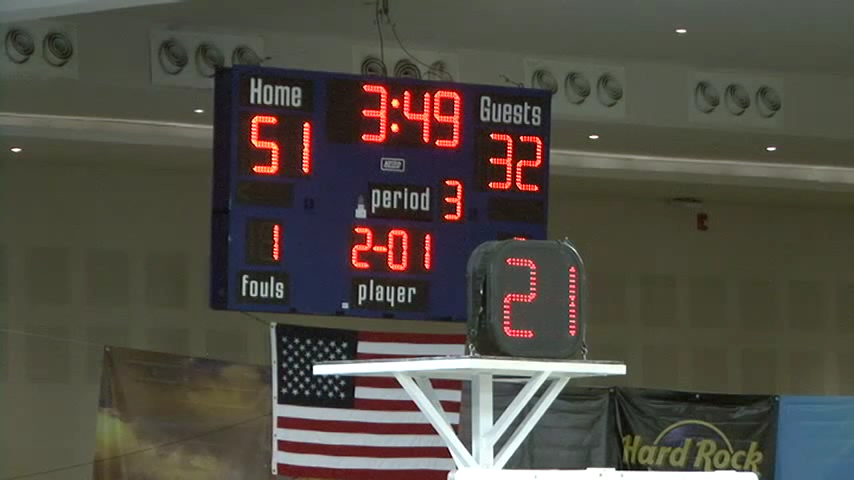 Home 3:49 Guests
51 32
period 3
1 2-01
fouls player
21
Hard Rock